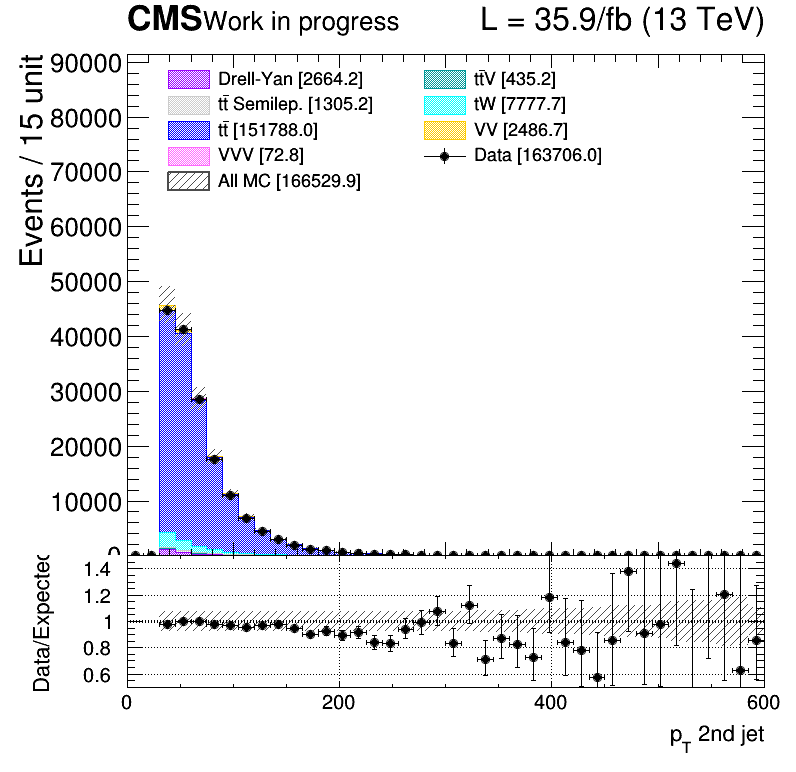 CMS Work in progress L = 35.9/fb (13 TeV)
Events / 15 unit
90000
80000
70000
60000
50000
40000
30000
20000
10000
0
Drell-Yan [2664.2]
tt̄ Semilep. [1305.2]
tt̄ [151788.0]
VVV [72.8]
All MC [166529.9]
tt̄V [435.2]
tW [7777.7]
VV [2486.7]
Data [163706.0]
Data/Expected
1.4
1.2
1
0.8
0.6
0 200 400 600
p_T 2nd jet